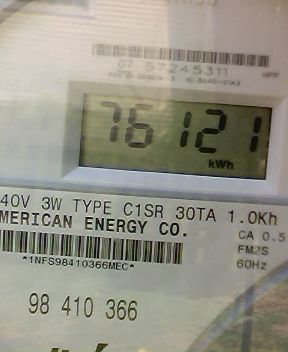 07 57245311
76121
kWh
40V 3W TYPE C1SR 30TA 1.0Kh
MERICAN ENERGY CO.
CA 0.5
FM2S
60Hz
*1NFS98410366MEC*
98 410 366